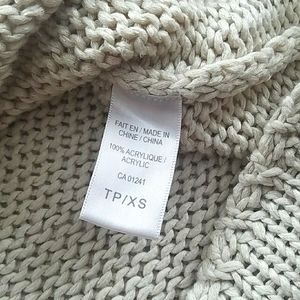 FAIT EN / MADE IN
CHINE / CHINA
100% ACRYLIQUE /
ACRYLIC
CA 01241
TP/XS